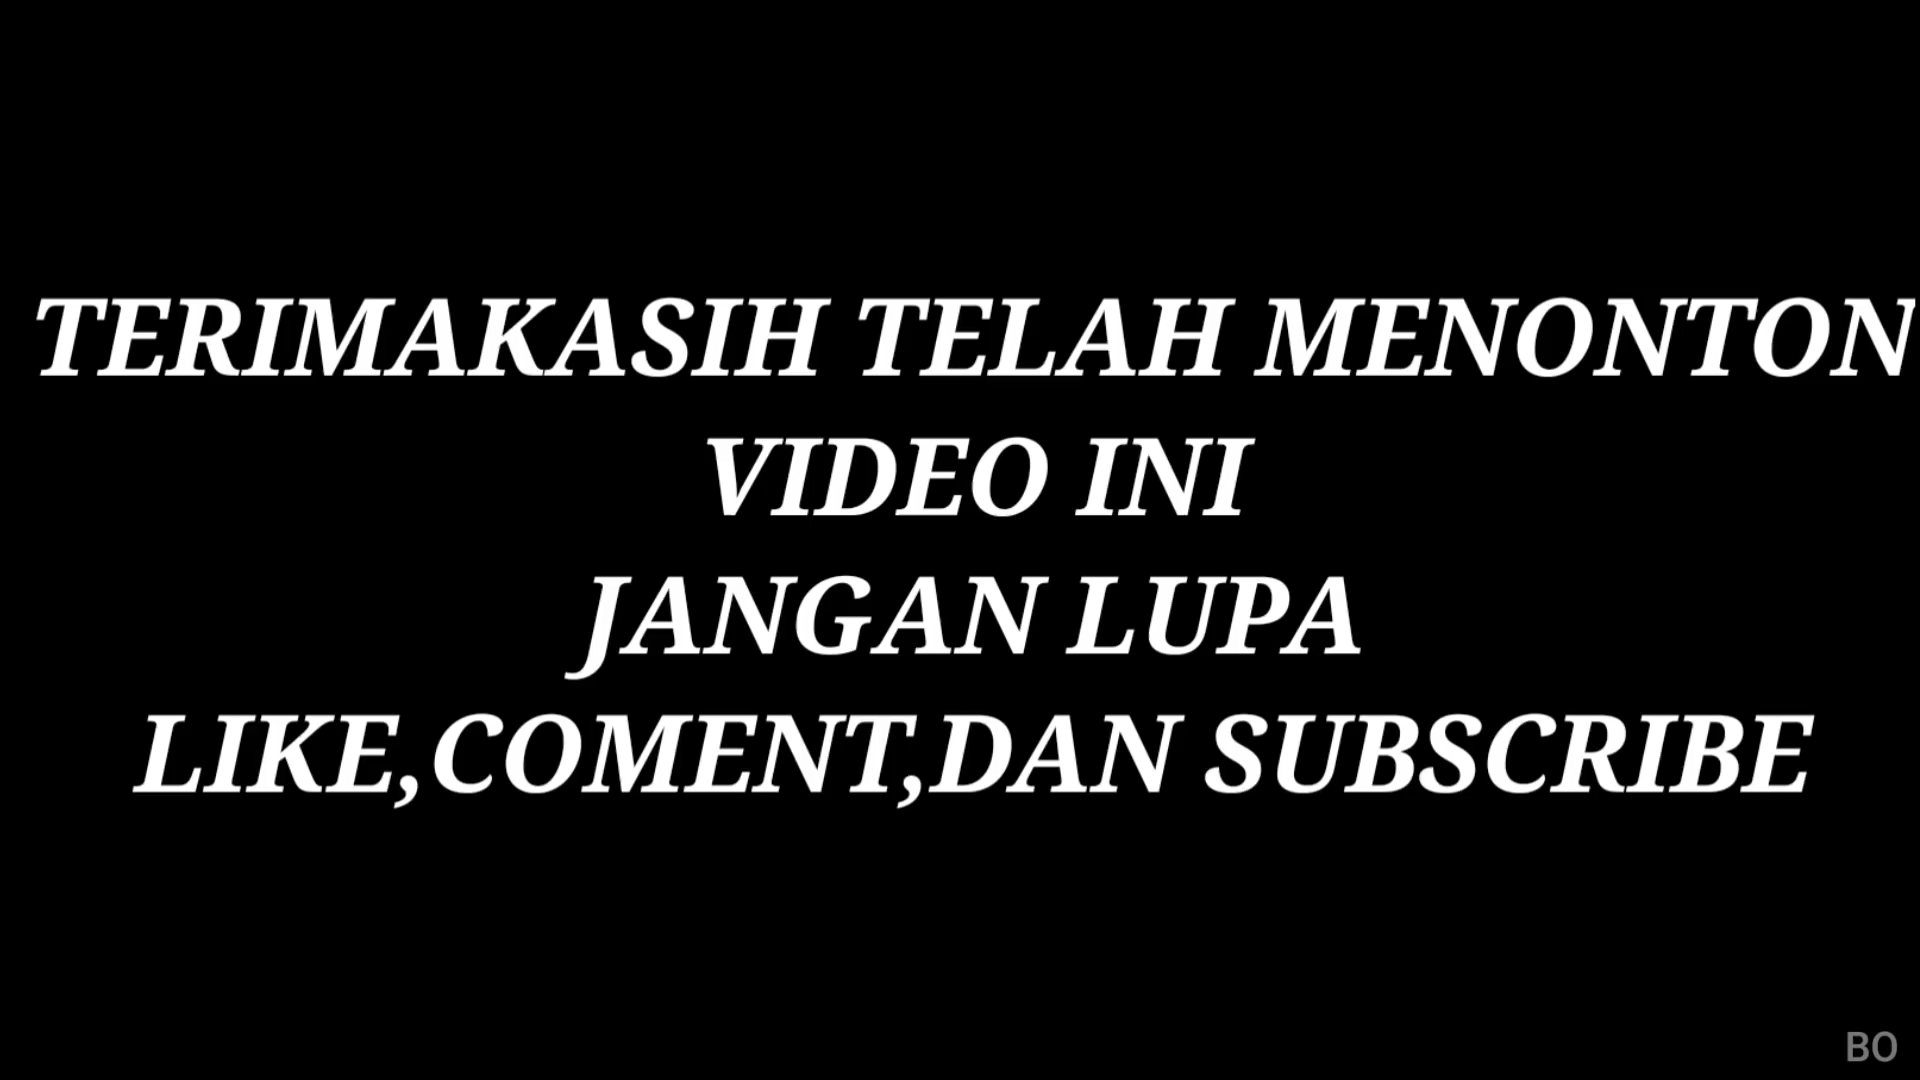 TERIMAKASIH TELAH MENONTON
VIDEO INI
JANGAN LUPA
LIKE,COMENT,DAN SUBSCRIBE
BO